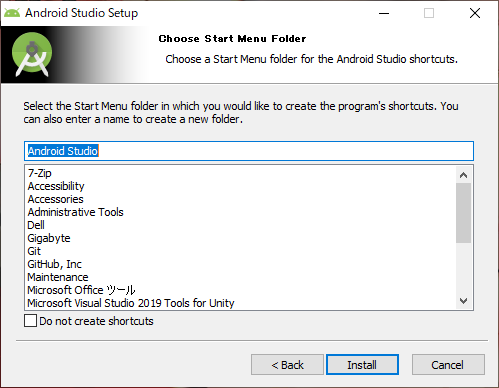 Android Studio Setup
Choose Start Menu Folder
Choose a Start Menu folder for the Android Studio shortcuts.
Select the Start Menu folder in which you would like to create the program's shortcuts. You
can also enter a name to create a new folder.
Android Studio
7-Zip
Accessibility
Accessories
Administrative Tools
Dell
Gigabyte
Git
GitHub, Inc
Maintenance
Microsoft Office ツール
Microsoft Visual Studio 2019 Tools for Unity
Do not create shortcuts
< Back
Install
Cancel